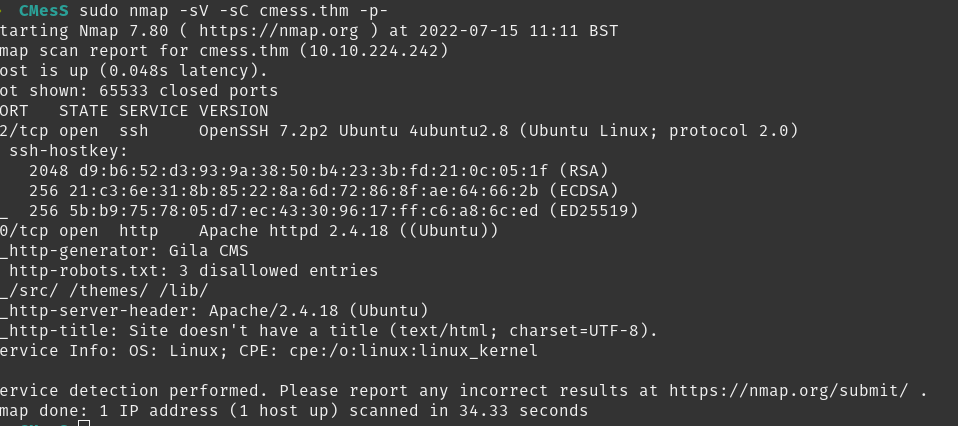 CMesS sudo nmap -sV -sC cmess.thm -p-
tarting Nmap 7.80 ( https://nmap.org ) at 2022-07-15 11:11 BST
map scan report for cmess.thm (10.10.224.242)
ost is up (0.048s latency).
ot shown: 65533 closed ports
ORT STATE SERVICE VERSION
2/tcp open ssh OpenSSH 7.2p2 Ubuntu 4ubuntu2.8 (Ubuntu Linux; protocol 2.0)
ssh-hostkey:
2048 d9:b6:52:d3:93:9a:38:50:b4:23:3b:fd:21:0c:05:1f (RSA)
256 21:c3:6e:31:8b:85:22:8a:6d:72:86:8f:ae:64:66:2b (ECDSA)
_ 256 5b:b9:75:78:05:d7:ec:43:30:96:17:ff:c6:a8:6c:ed (ED25519)
0/tcp open http Apache httpd 2.4.18 ((Ubuntu))
_http-generator: Gila CMS
http-robots.txt: 3 disallowed entries
_/src/ /themes/ /lib/
_http-server-header: Apache/2.4.18 (Ubuntu)
_http-title: Site doesn't have a title (text/html; charset=UTF-8).
ervice Info: OS: Linux; CPE: cpe:/o:linux:linux_kernel
ervice detection performed. Please report any incorrect results at https://nmap.org/submit/ .
map done: 1 IP address (1 host up) scanned in 34.33 seconds